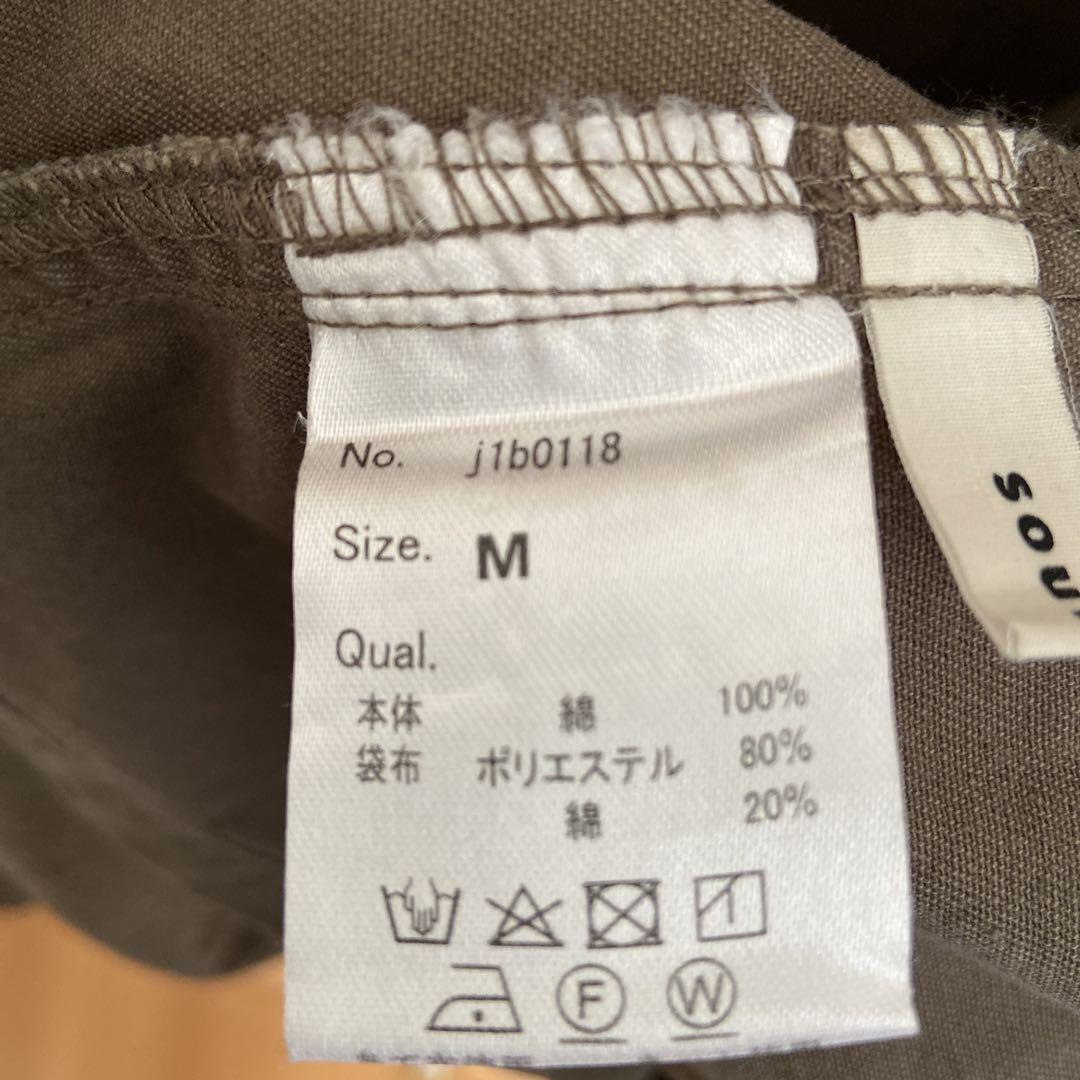 No. j1b0118
Size. M
Qual.
本体 綿 100%
袋布 ポリエステル 80%
綿 20%
F W
sou